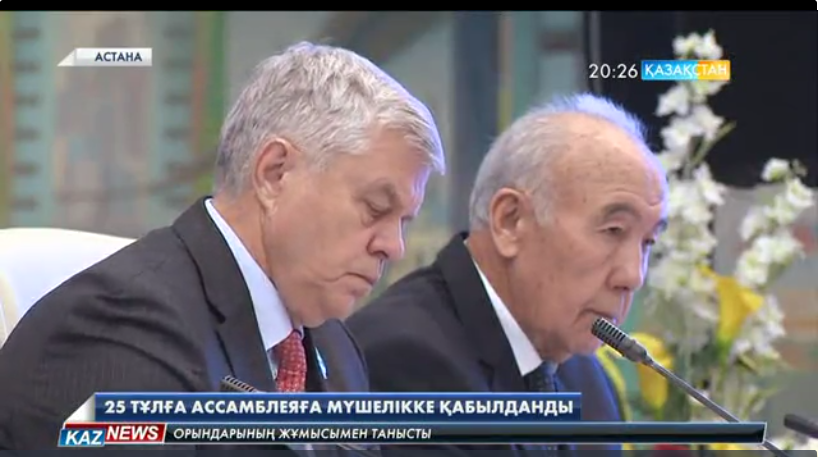 АСТАНА
20:26 ҚАЗАҚСТАН
25 ТҰЛҒА АССАМБЛЕЯҒА МҮШЕЛІККЕ ҚАБЫЛДАНДЫ
KAZ NEWS ОРЫНДАРЫНЫҢ ЖҰМЫСЫМЕН ТАНЫСТЫ